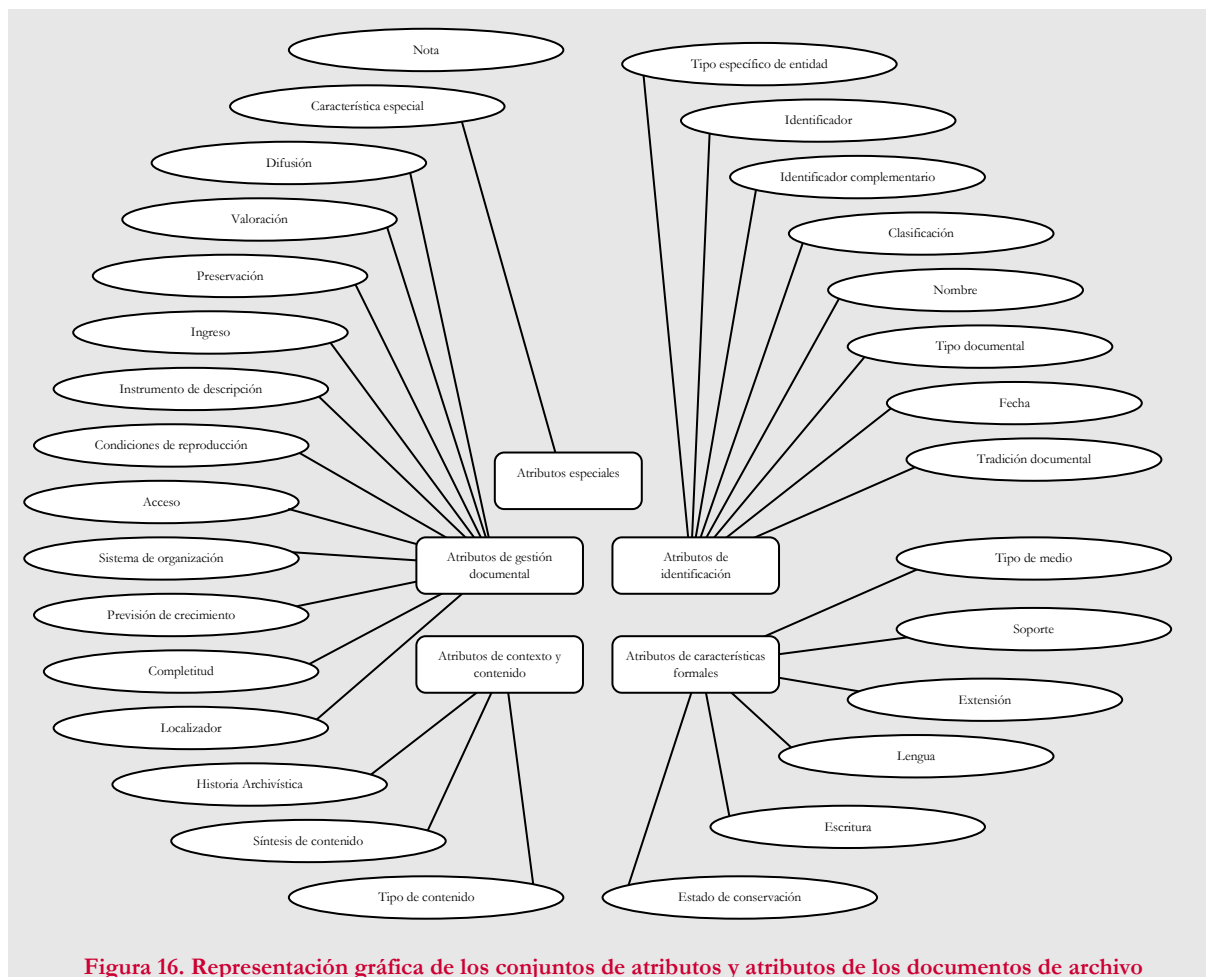 Nota
Característica especial
Difusión
Valoración
Preservación
Ingreso
Instrumento de descripción
Condiciones de reproducción
Acceso
Sistema de organización
Previsión de crecimiento
Completitud
Localizador
Historia Archivística
Síntesis de contenido
Tipo de contenido
Atributos especiales
Atributos de gestión
documental
Atributos de contexto y
contenido
Tipo específico de entidad
Identificador
Identificador complementario
Clasificación
Nombre
Tipo documental
Fecha
Tradición documental
Atributos de
identificación
Atributos de características
formales
Tipo de medio
Soporte
Extensión
Lengua
Escritura
Estado de conservación
Figura 16. Representación gráfica de los conjuntos de atributos y atributos de los documentos de archivo